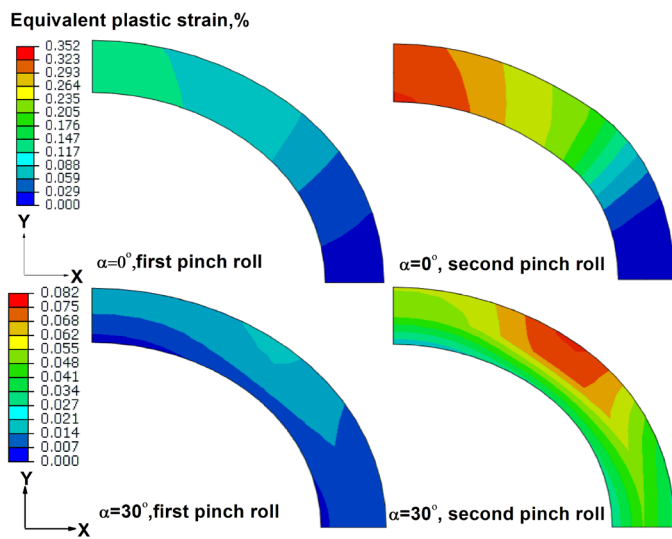 Equivalent plastic strain,%
0.352
0.323
0.293
0.264
0.235
0.205
0.176
0.147
0.117
0.088
0.059
0.029
0.000
Y
X
α=0°,first pinch roll
α=0°, second pinch roll
0.082
0.075
0.068
0.062
0.055
0.048
0.041
0.034
0.027
0.021
0.014
0.007
0.000
Y
X
α=30°,first pinch roll
α=30°, second pinch roll